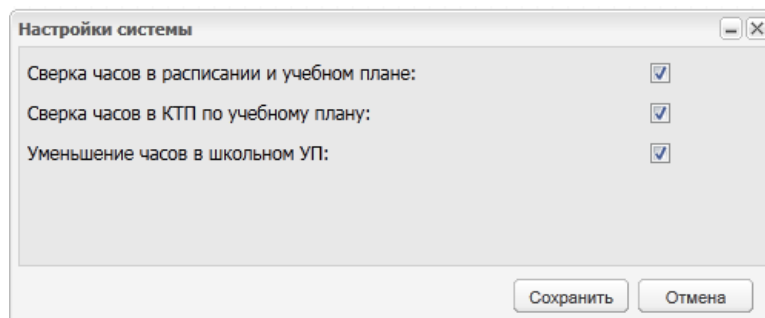 Настройки системы
Сверка часов в расписании и учебном плане:
Сверка часов в КТП по учебному плану:
Уменьшение часов в школьном УП:
Сохранить Отмена